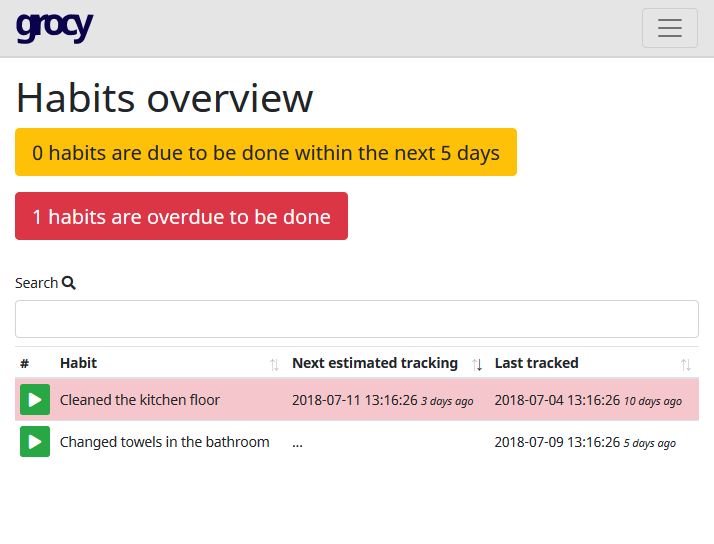 grocy
Habits overview
0 habits are due to be done within the next 5 days
1 habits are overdue to be done
Search
# Habit Next estimated tracking Last tracked
Cleaned the kitchen floor 2018-07-11 13:16:26 3 days ago 2018-07-04 13:16:26 10 days ago
Changed towels in the bathroom ... 2018-07-09 13:16:26 5 days ago